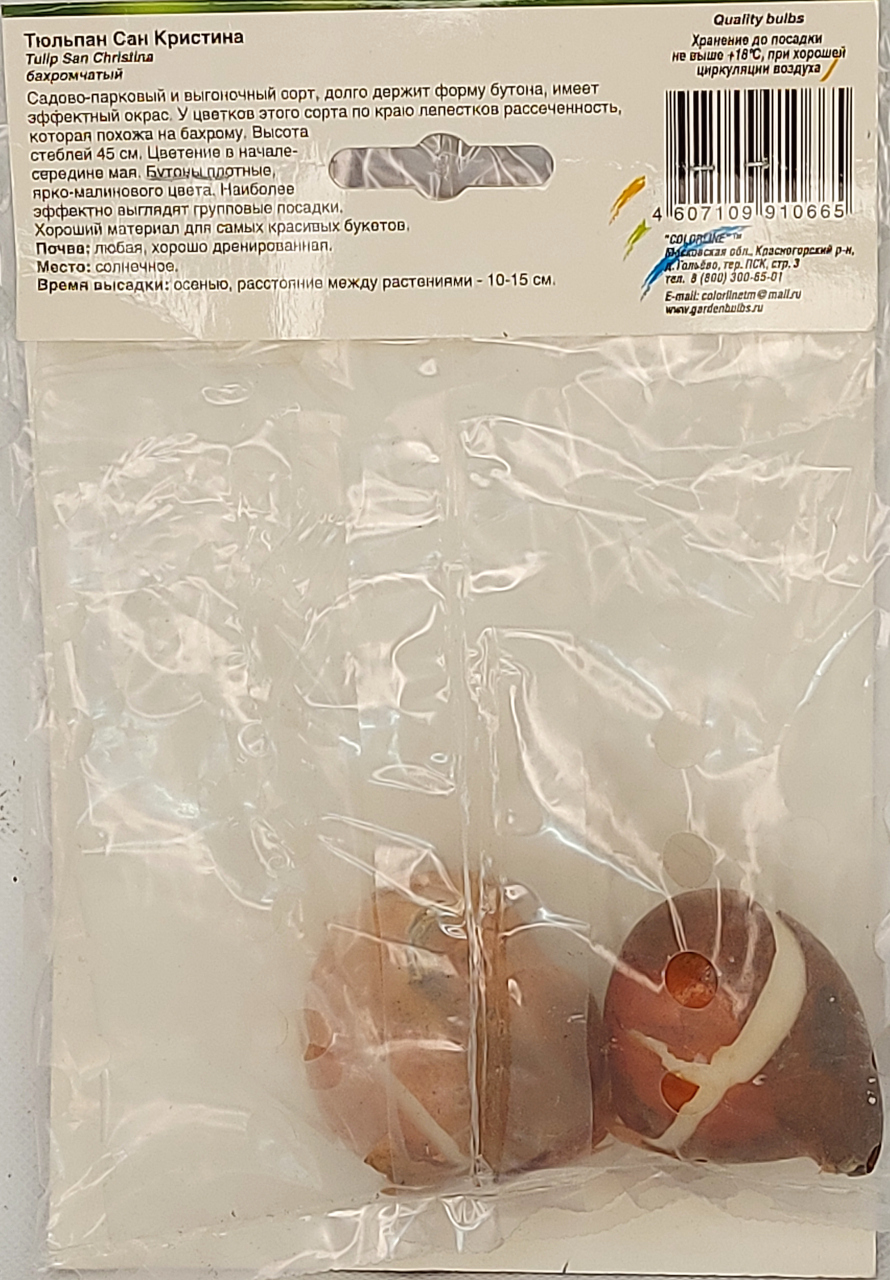 Тюльпан Сан Кристина
Tulip San Christina
бахромчатый
Садово-парковый и выгоночный сорт, долго держит форму бутона, имеет
эффектный окрас. У цветков этого сорта по краю лепестков рассеченность,
которая похожа на бахрому. Высота
стеблей 45 см. Цветение в начале-
середине мая. Бутоны плотные,
ярко-малинового цвета. Наиболее
эффектно выглядят групповые посадки.
Хороший материал для самых красивых букетов.
Почва: любая, хорошо дренированная.
Место: солнечное.
Время высадки: осенью, расстояние между растениями - 10-15 см.
Quality bulbs
Хранение до посадки
не выше +18°С, при хорошей
циркуляции воздуха
4 607109 910665
"COLORLINE"™
Московская обл., Красногорский р-н,
д. Гольёво, тер. ПСК, стр. 3
тел. 8 (800) 300-65-01
E-mail: colorlinetm@mail.ru
www.gardenbulbs.ru